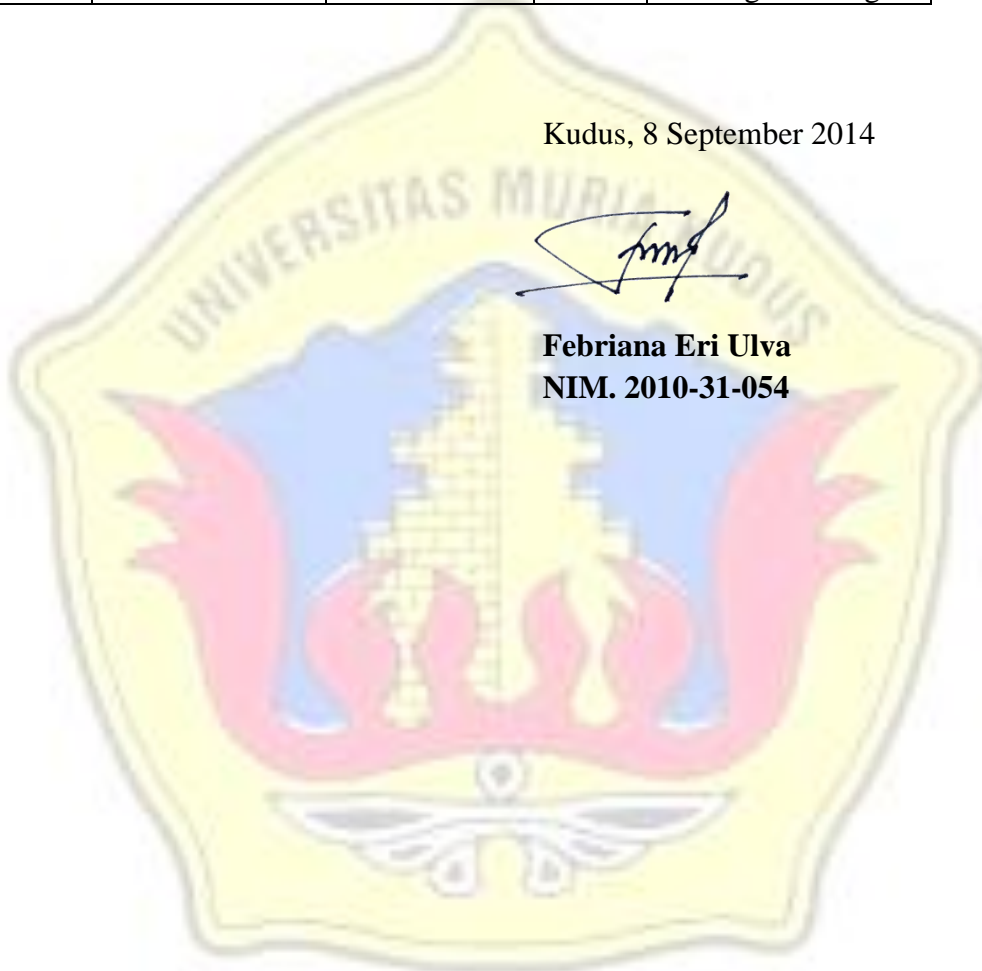 Kudus, 8 September 2014
UNIVERSITAS MURIA KUDUS
Febriana Eri Ulva
NIM. 2010-31-054